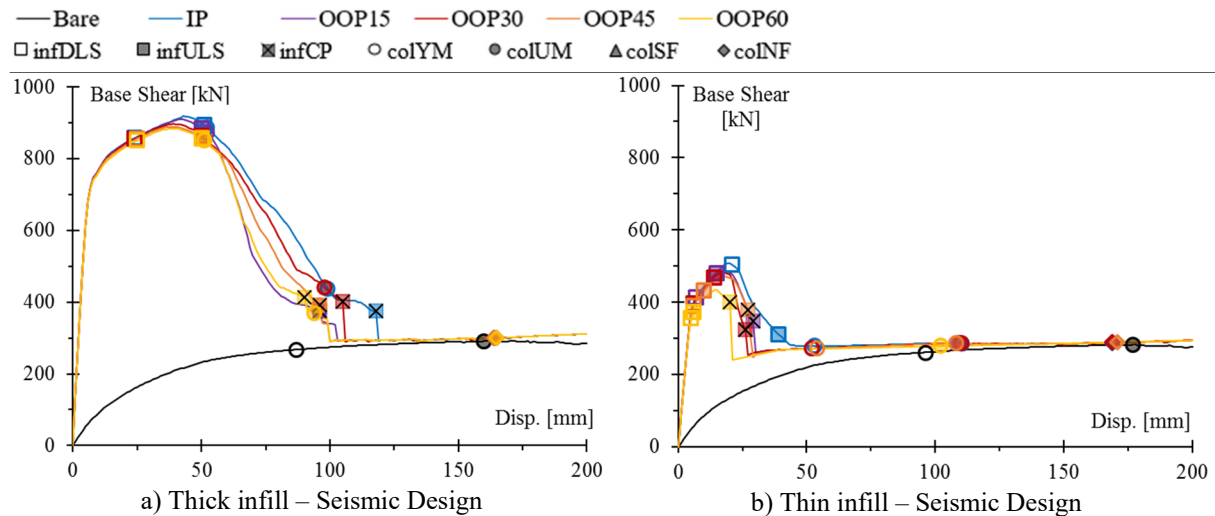 Bare IP OOP15 OOP30 OOP45 OOP60
infDLS infULS infCP colYM colUM colSF colNF
1000
Base Shear [kN]
800
600
400
200
0
Disp. [mm]
0 50 100 150 200
a) Thick infill – Seismic Design
1000
Base Shear
[kN]
800
600
400
200
0
Disp. [mm]
0 50 100 150 200
b) Thin infill – Seismic Design